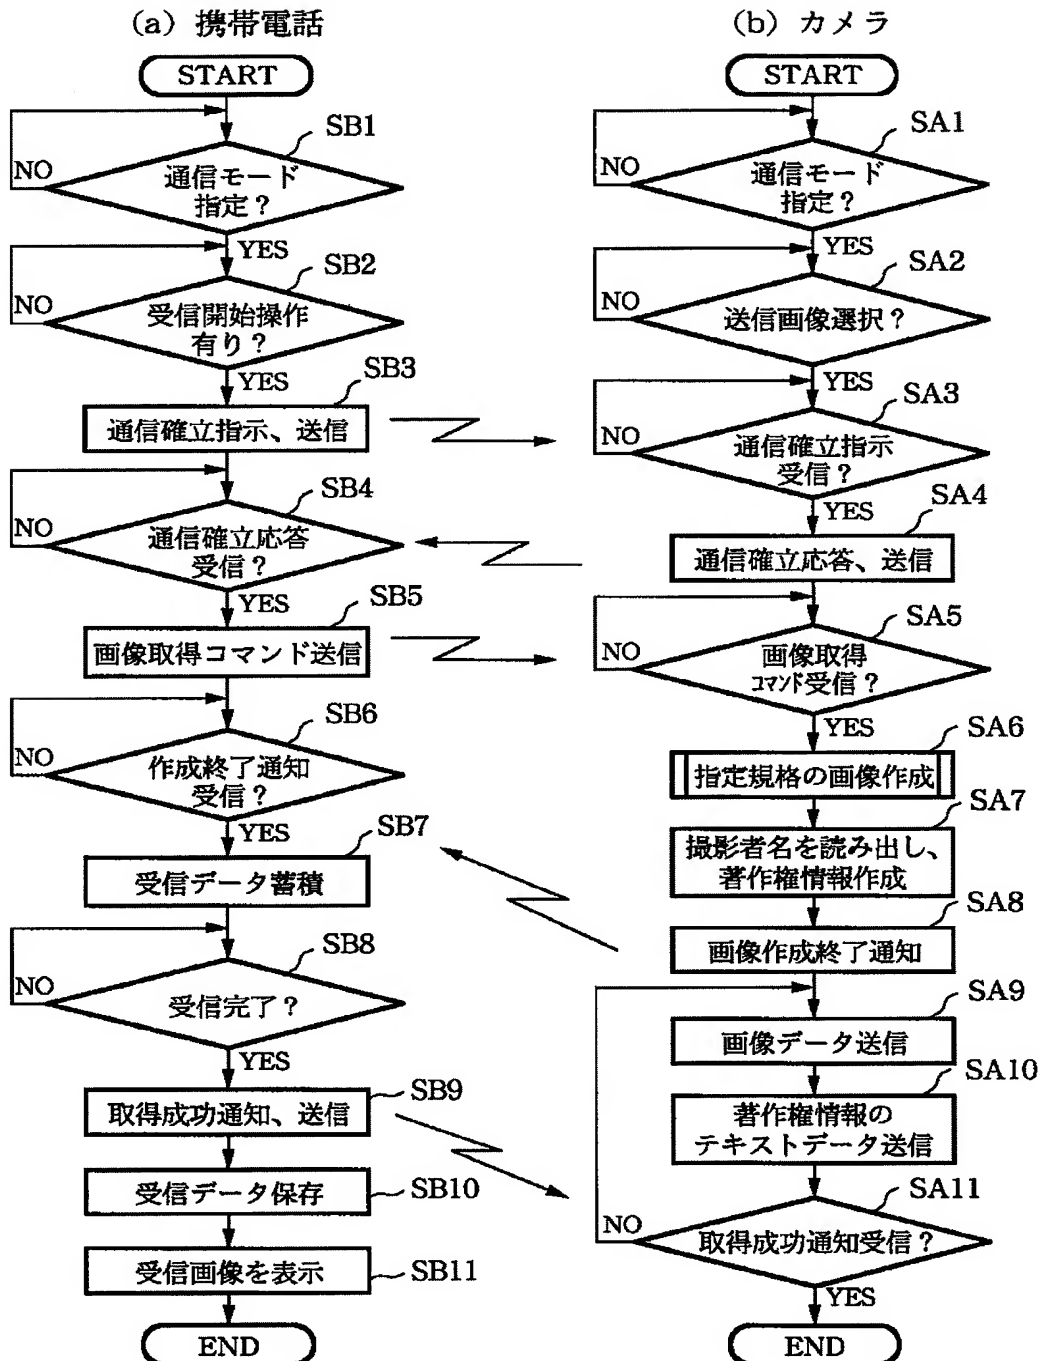 (a) 携帯電話
START
SB1
NO
通信モード
指定？
YES
SB2
NO
受信開始操作
有り？
YES
SB3
通信確立指示、送信
SB4
NO
通信確立応答
受信？
YES
SB5
画像取得コマンド送信
SB6
NO
作成終了通知
受信？
YES
SB7
受信データ蓄積
SB8
NO
受信完了？
YES
SB9
取得成功通知、送信
受信データ保存
SB10
受信画像を表示
SB11
END
(b) カメラ
START
SA1
NO
通信モード
指定？
YES
SA2
NO
送信画像選択？
YES
SA3
NO
通信確立指示
受信？
YES
SA4
通信確立応答、送信
SA5
NO
画像取得
コマンド受信？
YES
SA6
指定規格の画像作成
SA7
撮影者名を読み出し、
著作権情報作成
SA8
画像作成終了通知
SA9
画像データ送信
SA10
著作権情報の
テキストデータ送信
SA11
NO
取得成功通知受信？
YES
END